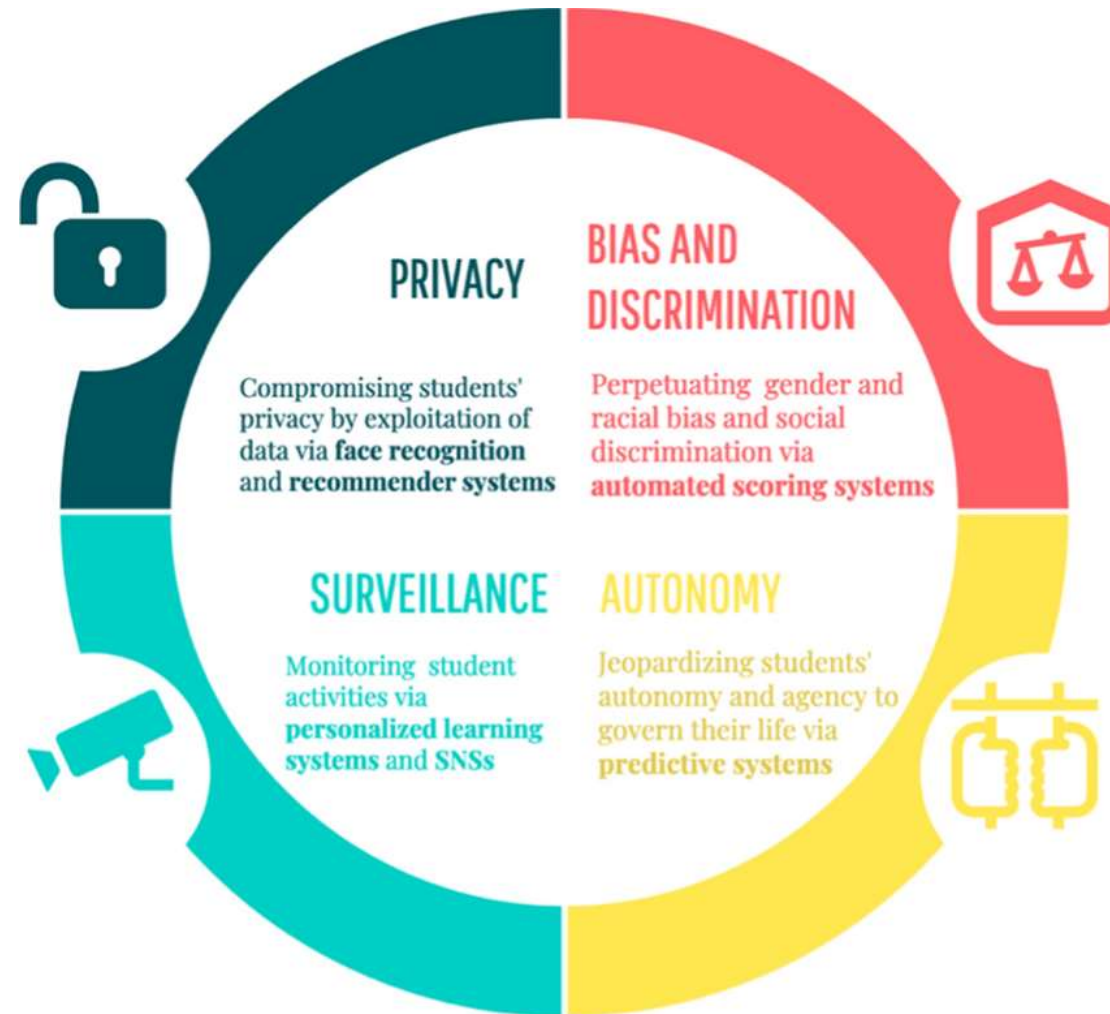 PRIVACY
Compromising students'
privacy by exploitation of
data via face recognition
and recommender systems
BIAS AND
DISCRIMINATION
Perpetuating gender and
racial bias and social
discrimination via
automated scoring systems
SURVEILLANCE
Monitoring student
activities via
personalized learning
systems and SNSs
AUTONOMY
Jeopardizing students'
autonomy and agency to
govern their life via
predictive systems